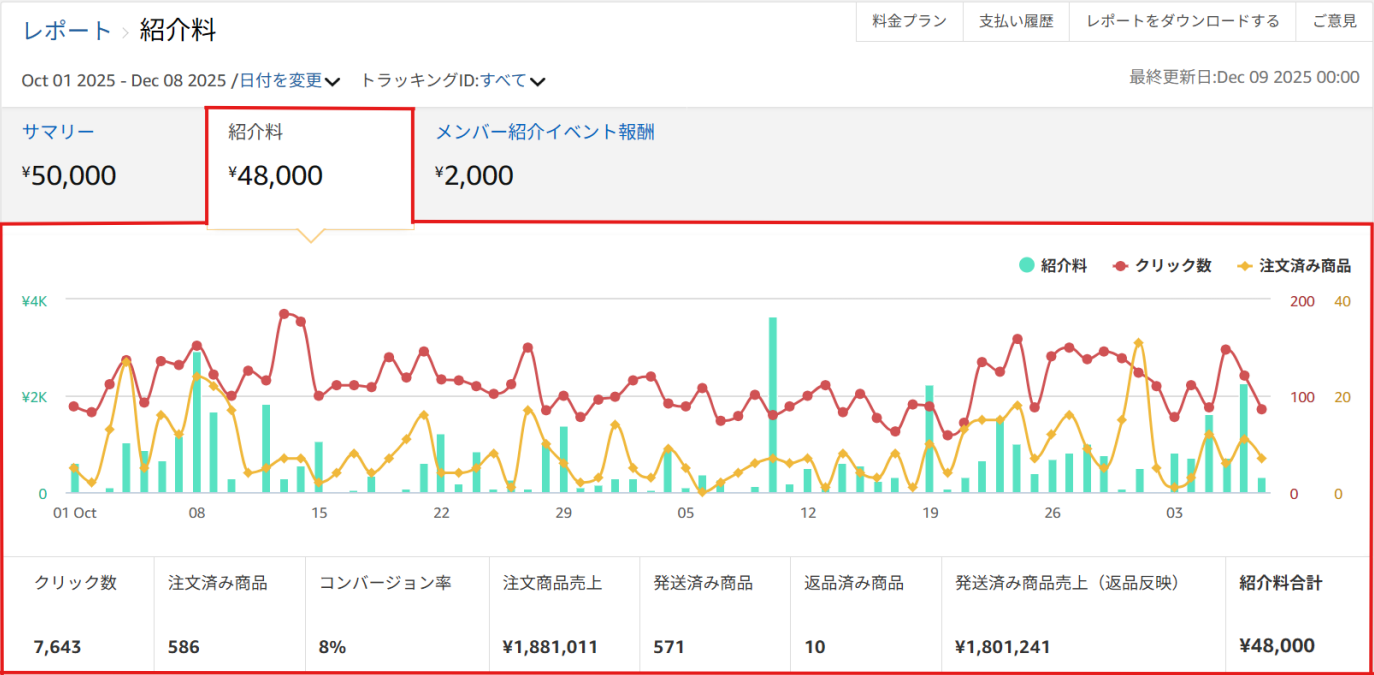 レポート › 紹介料
料金プラン 支払い履歴 レポートをダウンロードする ご意見
Oct 01 2025 - Dec 08 2025 /日付を変更 トラッキングID:すべて
最終更新日:Dec 09 2025 00:00
サマリー 紹介料 メンバー紹介イベント報酬
¥50,000 ¥48,000 ¥2,000
紹介料 クリック数 注文済み商品
¥4K 200 40
¥2K 100 20
0 0 0
01 Oct 08 15 22 29 05 12 19 26 03
クリック数 注文済み商品 コンバージョン率 注文商品売上 発送済み商品 返品済み商品 発送済み商品売上（返品反映） 紹介料合計
7,643 586 8% ¥1,881,011 571 10 ¥1,801,241 ¥48,000